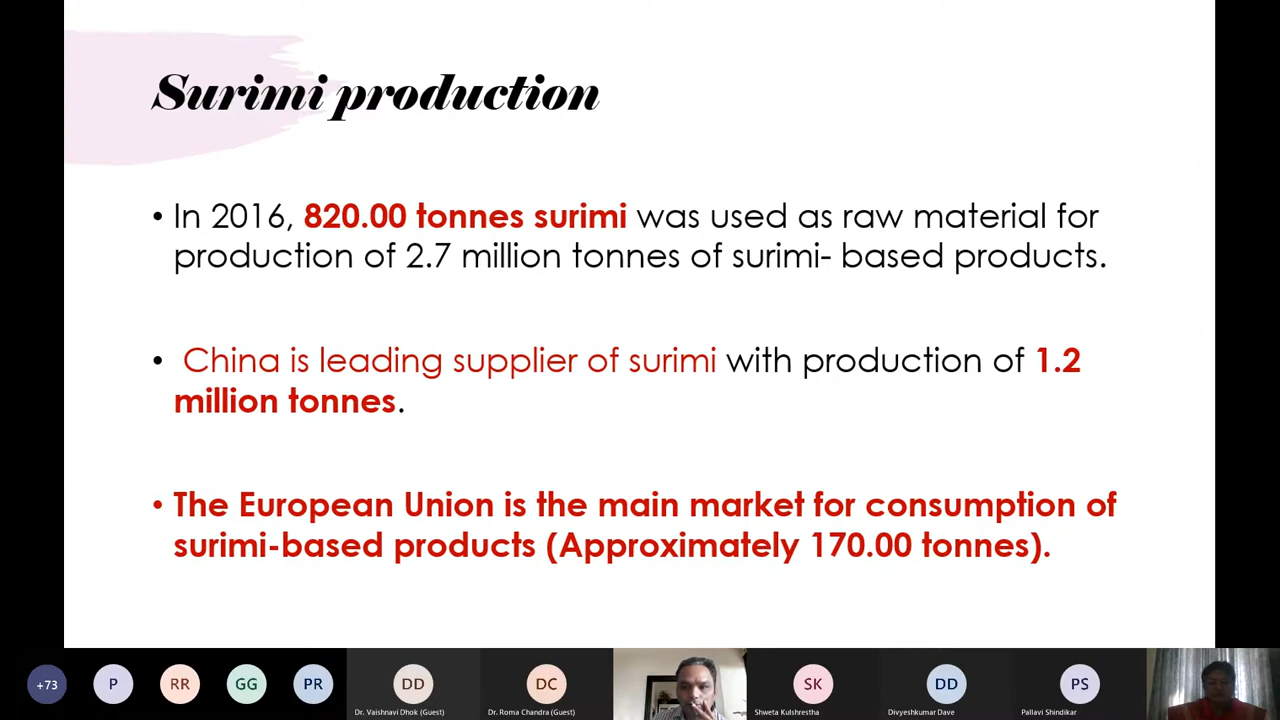 Surimi production
• In 2016, 820.00 tonnes surimi was used as raw material for
production of 2.7 million tonnes of surimi- based products.
• China is leading supplier of surimi with production of 1.2
million tonnes.
• The European Union is the main market for consumption of
surimi-based products (Approximately 170.00 tonnes).
+73
P
RR
GG
PR
DD
Dr. Vaishnavi Dhok (Guest)
DC
Dr. Roma Chandra (Guest)
SK
Shweta Kulshrestha
DD
Divyeshkumar Dave
PS
Pallavi Shindikar